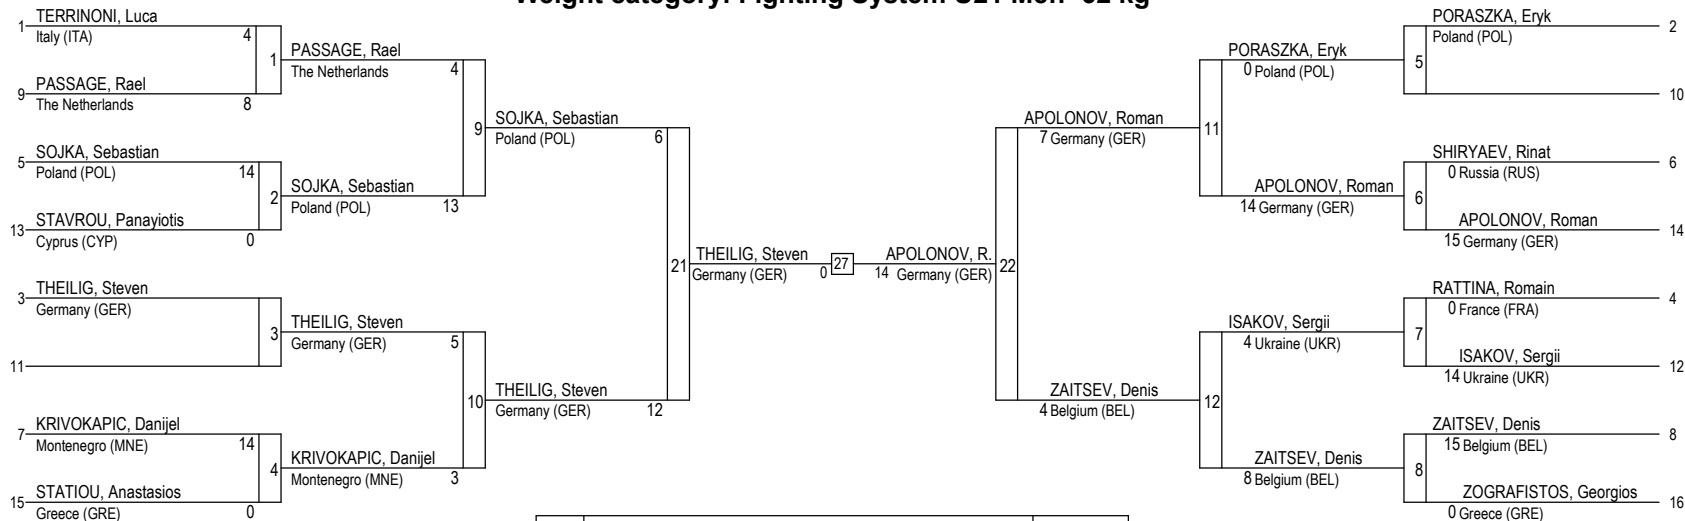 Weight category: Fighting System U21 Men -62 kg
1
TERRINONI, Luca
Italy (ITA)
4
1
9
PASSAGE, Rael
The Netherlands
8
5
SOJKA, Sebastian
Poland (POL)
14
2
13
STAVROU, Panayiotis
Cyprus (CYP)
0
3
THEILIG, Steven
Germany (GER)
3
11
7
KRIVOKAPIC, Danijel
Montenegro (MNE)
14
4
15
STATIOU, Anastasios
Greece (GRE)
0
PASSAGE, Rael
The Netherlands
4
9
SOJKA, Sebastian
Poland (POL)
13
THEILIG, Steven
Germany (GER)
5
10
KRIVOKAPIC, Danijel
Montenegro (MNE)
3
SOJKA, Sebastian
Poland (POL)
6
21
THEILIG, Steven
Germany (GER)
12
THEILIG, Steven
Germany (GER)
0
27
APOLONOV, R.
14 Germany (GER)
22
APOLONOV, Roman
7 Germany (GER)
11
ZAITSEV, Denis
4 Belgium (BEL)
12
PORASZKA, Eryk
0 Poland (POL)
5
APOLONOV, Roman
14 Germany (GER)
6
ISAKOV, Sergii
4 Ukraine (UKR)
7
ZAITSEV, Denis
8 Belgium (BEL)
8
PORASZKA, Eryk
Poland (POL)
2
10
SHIRYAEV, Rinat
0 Russia (RUS)
6
APOLONOV, Roman
15 Germany (GER)
14
RATTINA, Romain
0 France (FRA)
4
ISAKOV, Sergii
14 Ukraine (UKR)
12
ZAITSEV, Denis
15 Belgium (BEL)
8
ZOGRAFISTOS, Georgios
0 Greece (GRE)
16